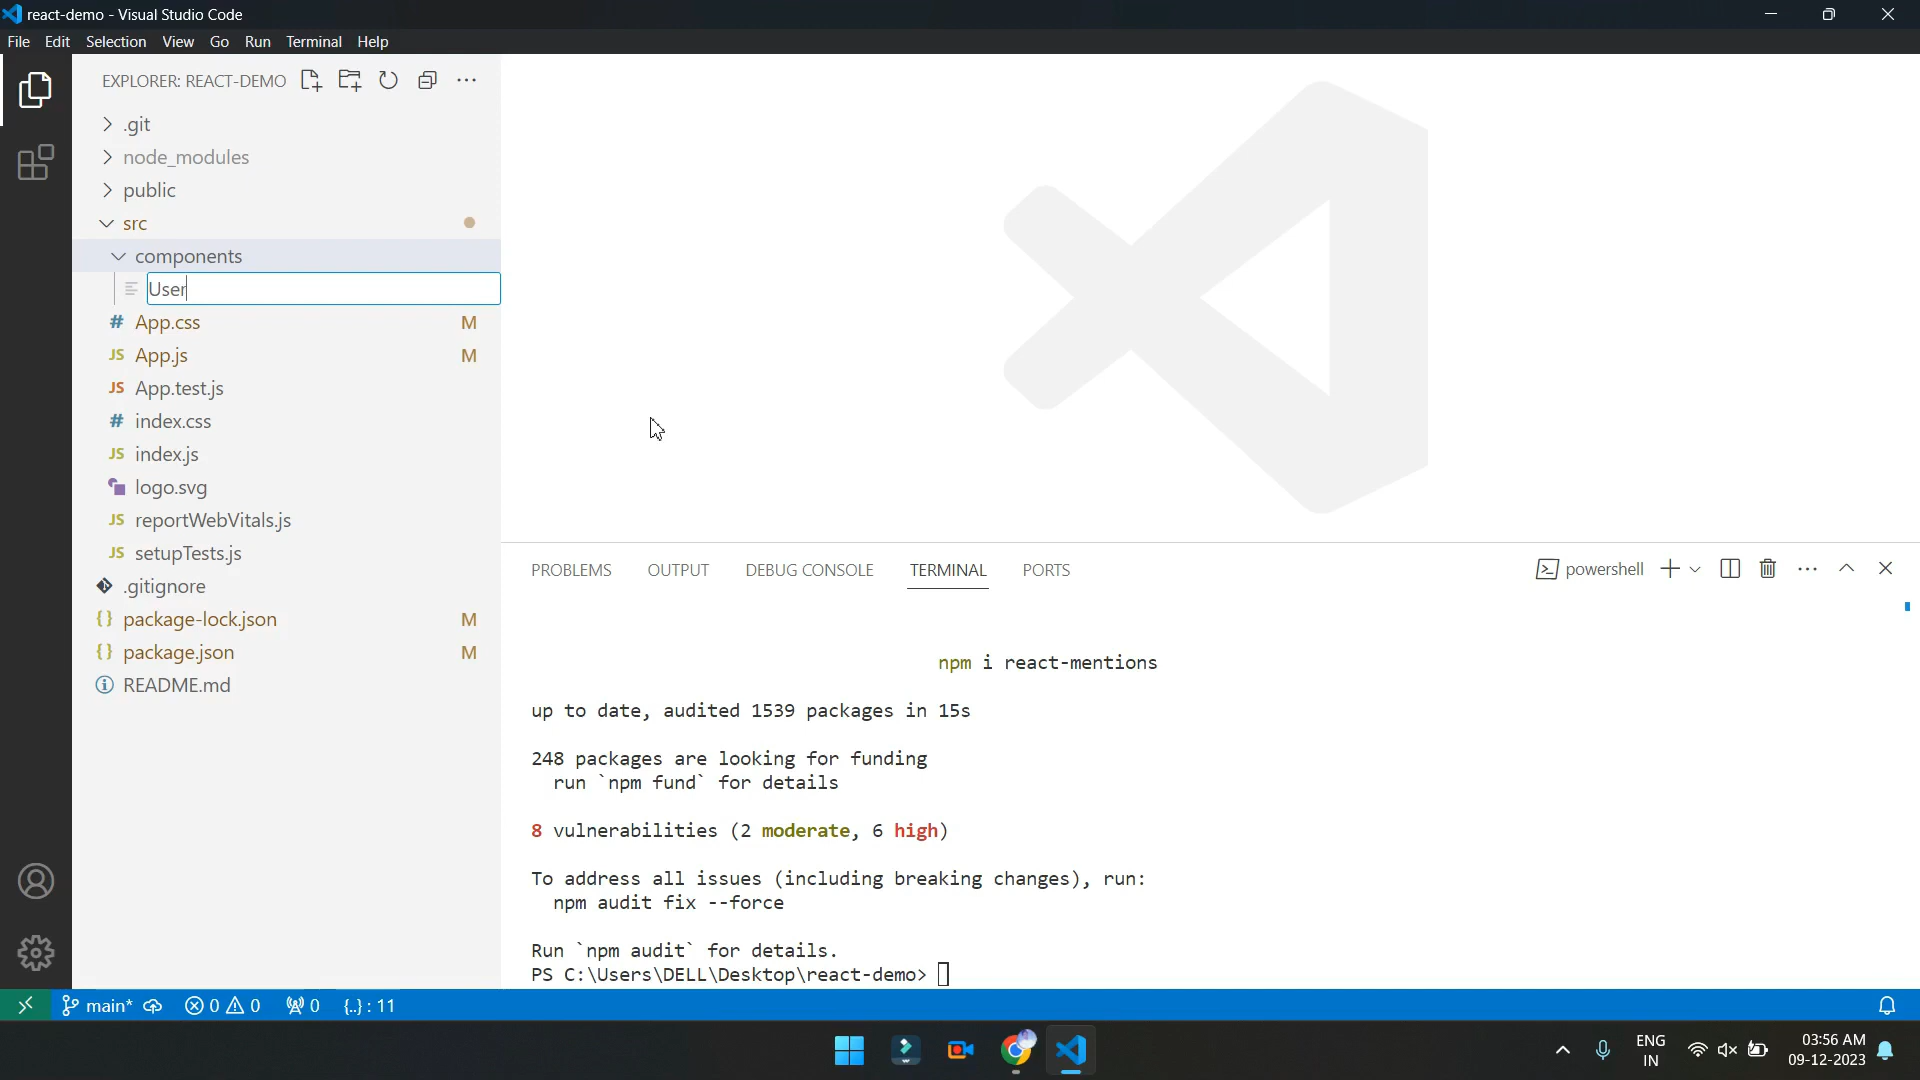 react-demo - Visual Studio Code
File Edit Selection View Go Run Terminal Help
EXPLORER: REACT-DEMO
.git
node_modules
public
src
components
User
# App.css M
JS App.js M
JS App.test.js
# index.css
JS index.js
logo.svg
JS reportWebVitals.js
JS setupTests.js
.gitignore
{} package-lock.json M
{} package.json M
README.md
PROBLEMS OUTPUT DEBUG CONSOLE TERMINAL PORTS
powershell
npm i react-mentions
up to date, audited 1539 packages in 15s
248 packages are looking for funding
run `npm fund` for details
8 vulnerabilities (2 moderate, 6 high)
To address all issues (including breaking changes), run:
npm audit fix --force
Run `npm audit` for details.
PS C:\Users\DELL\Desktop\react-demo>
main* 0 0 0 {..} : 11
ENG
IN
03:56 AM
09-12-2023